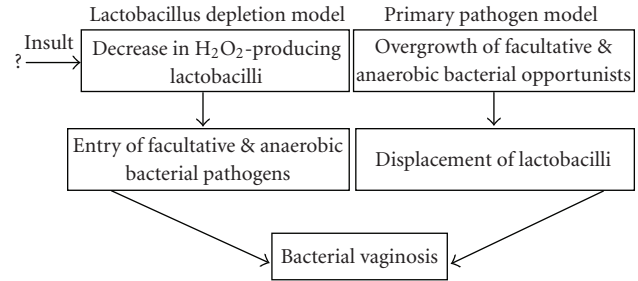 Lactobacillus depletion model
Primary pathogen model
Insult
?
Decrease in H₂O₂-producing
lactobacilli
Overgrowth of facultative &
anaerobic bacterial opportunists
Entry of facultative & anaerobic
bacterial pathogens
Displacement of lactobacilli
Bacterial vaginosis